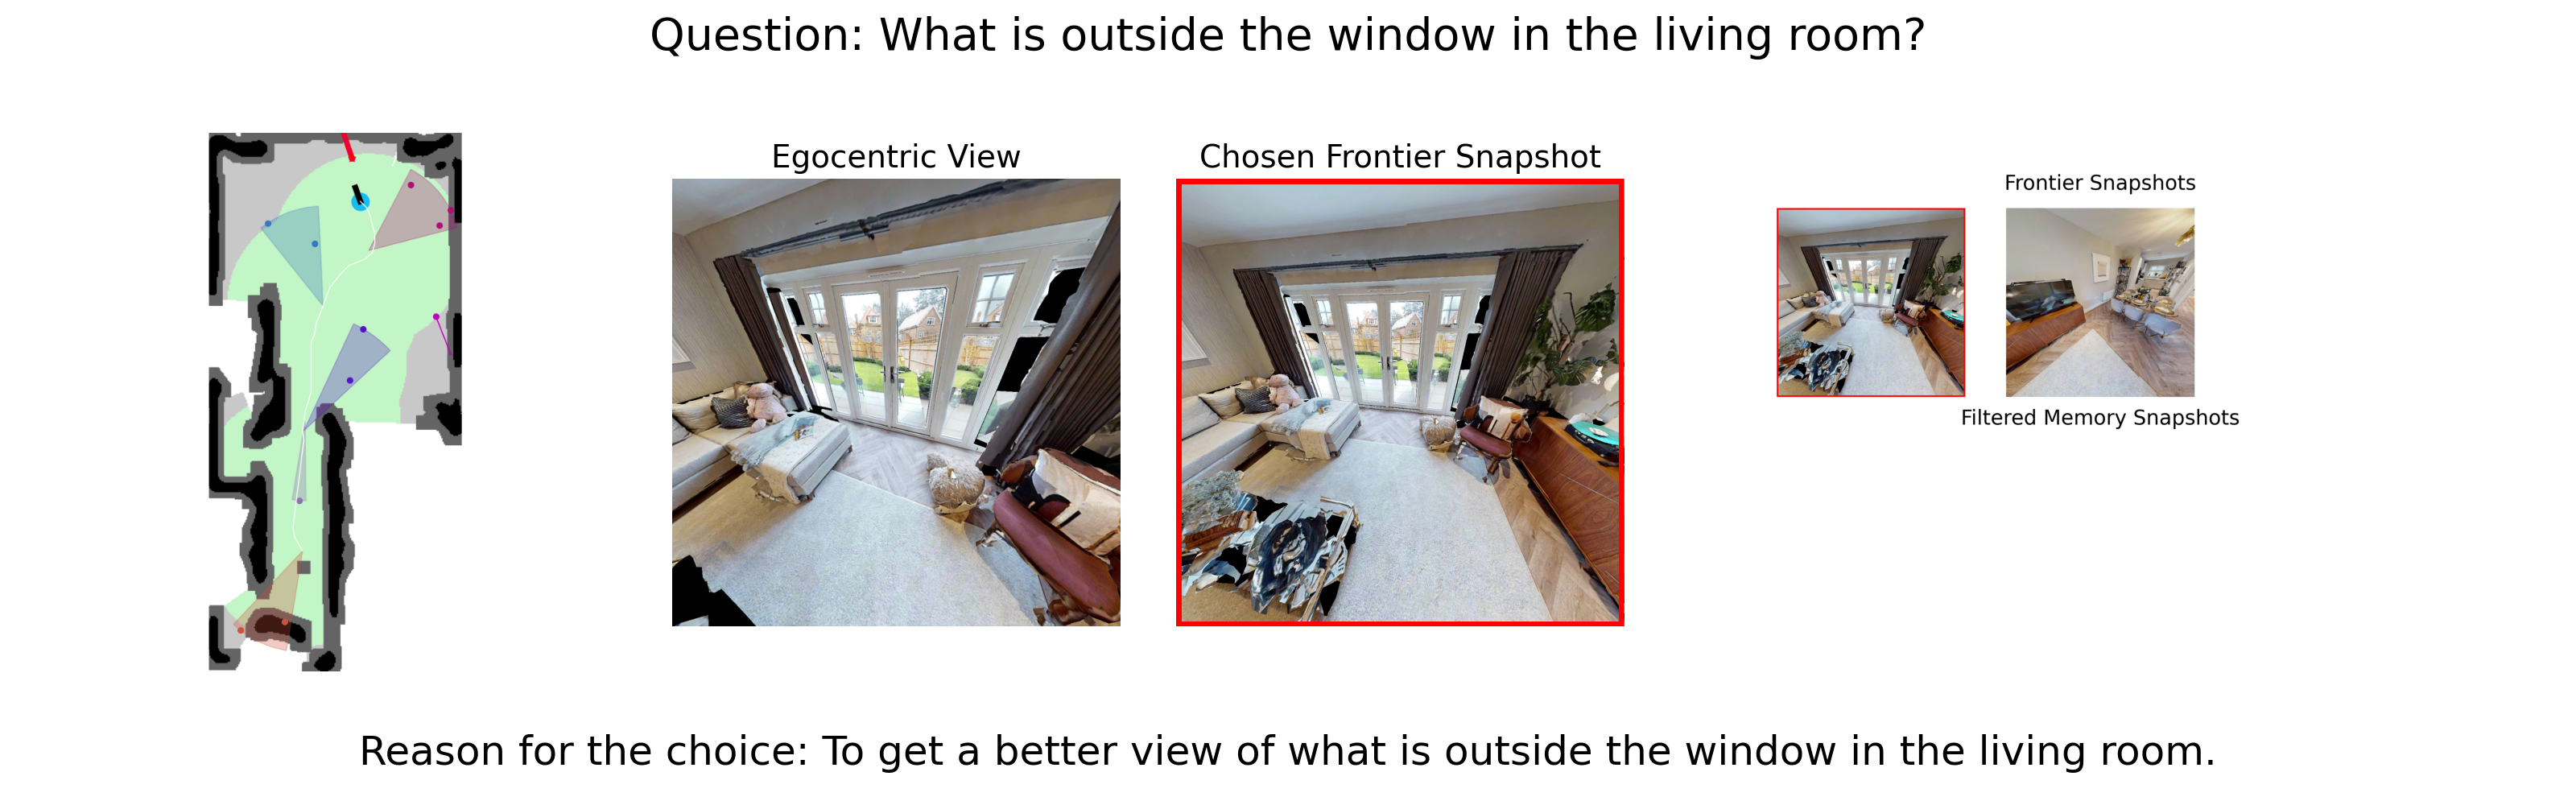 Question: What is outside the window in the living room?
Egocentric View
Chosen Frontier Snapshot
Frontier Snapshots
Filtered Memory Snapshots
Reason for the choice: To get a better view of what is outside the window in the living room.